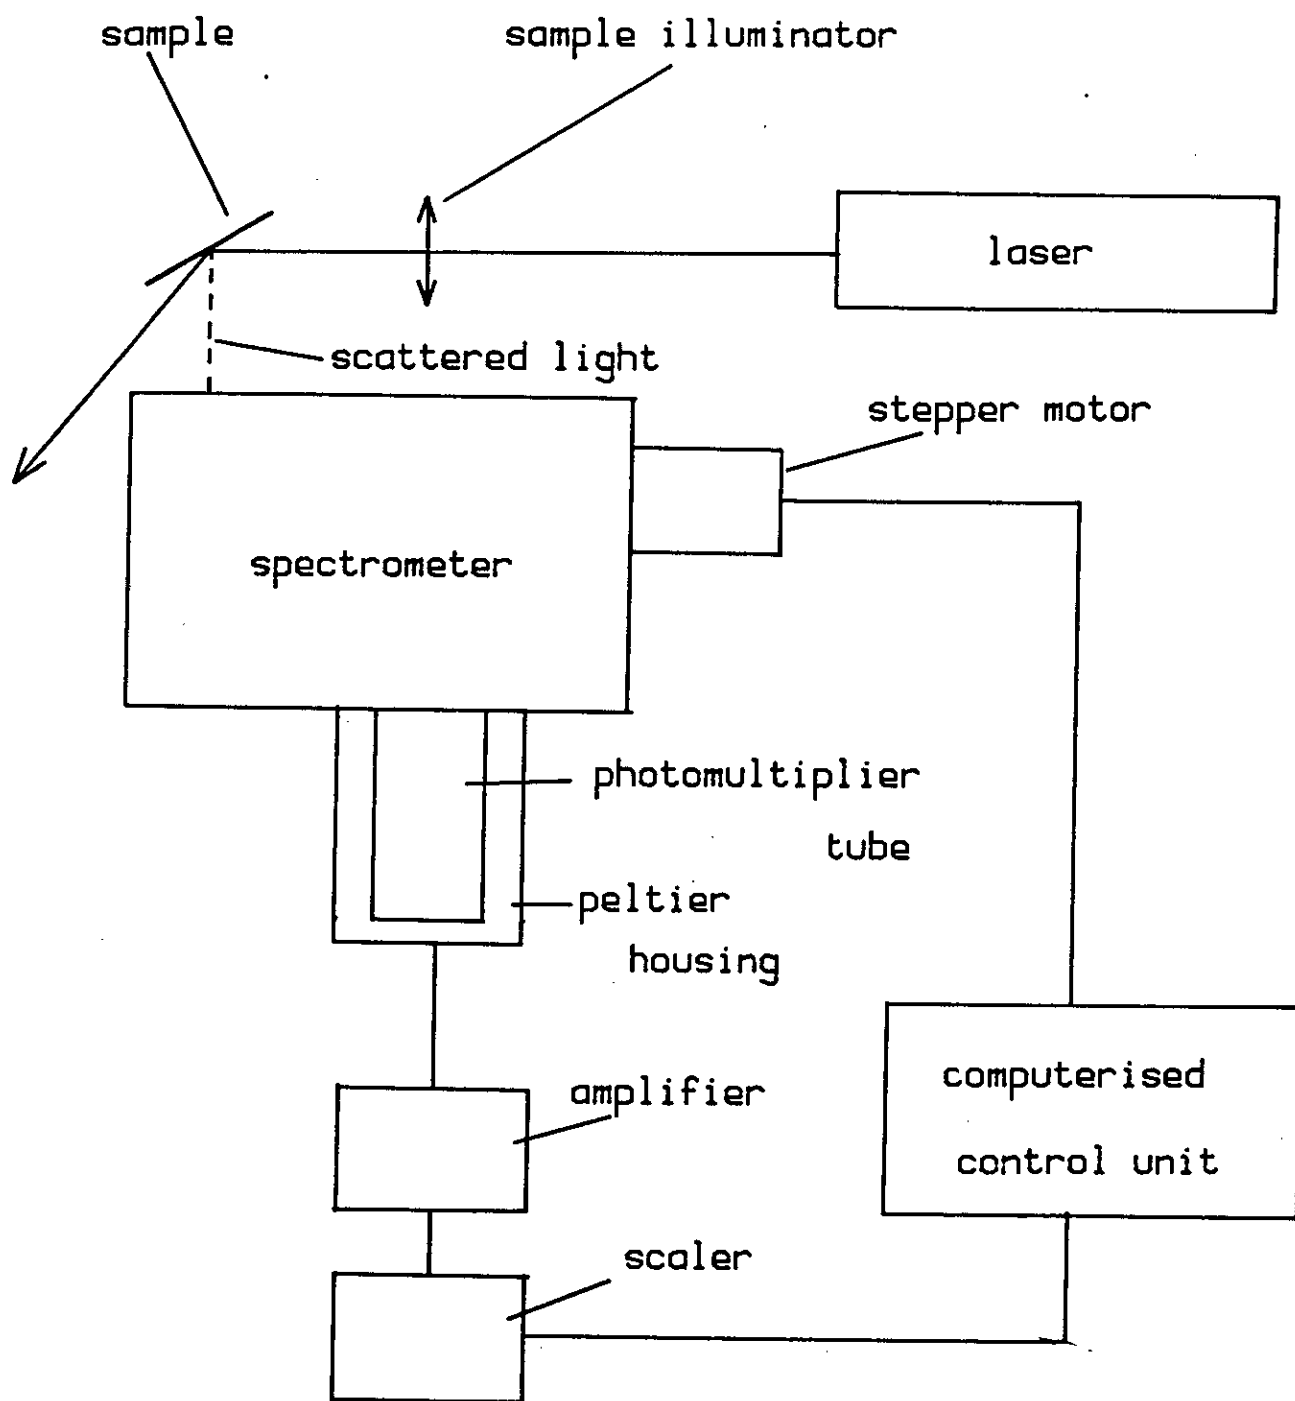 sample
sample illuminator
laser
scattered light
stepper motor
spectrometer
photomultiplier
tube
peltier
housing
computerised
control unit
amplifier
scaler